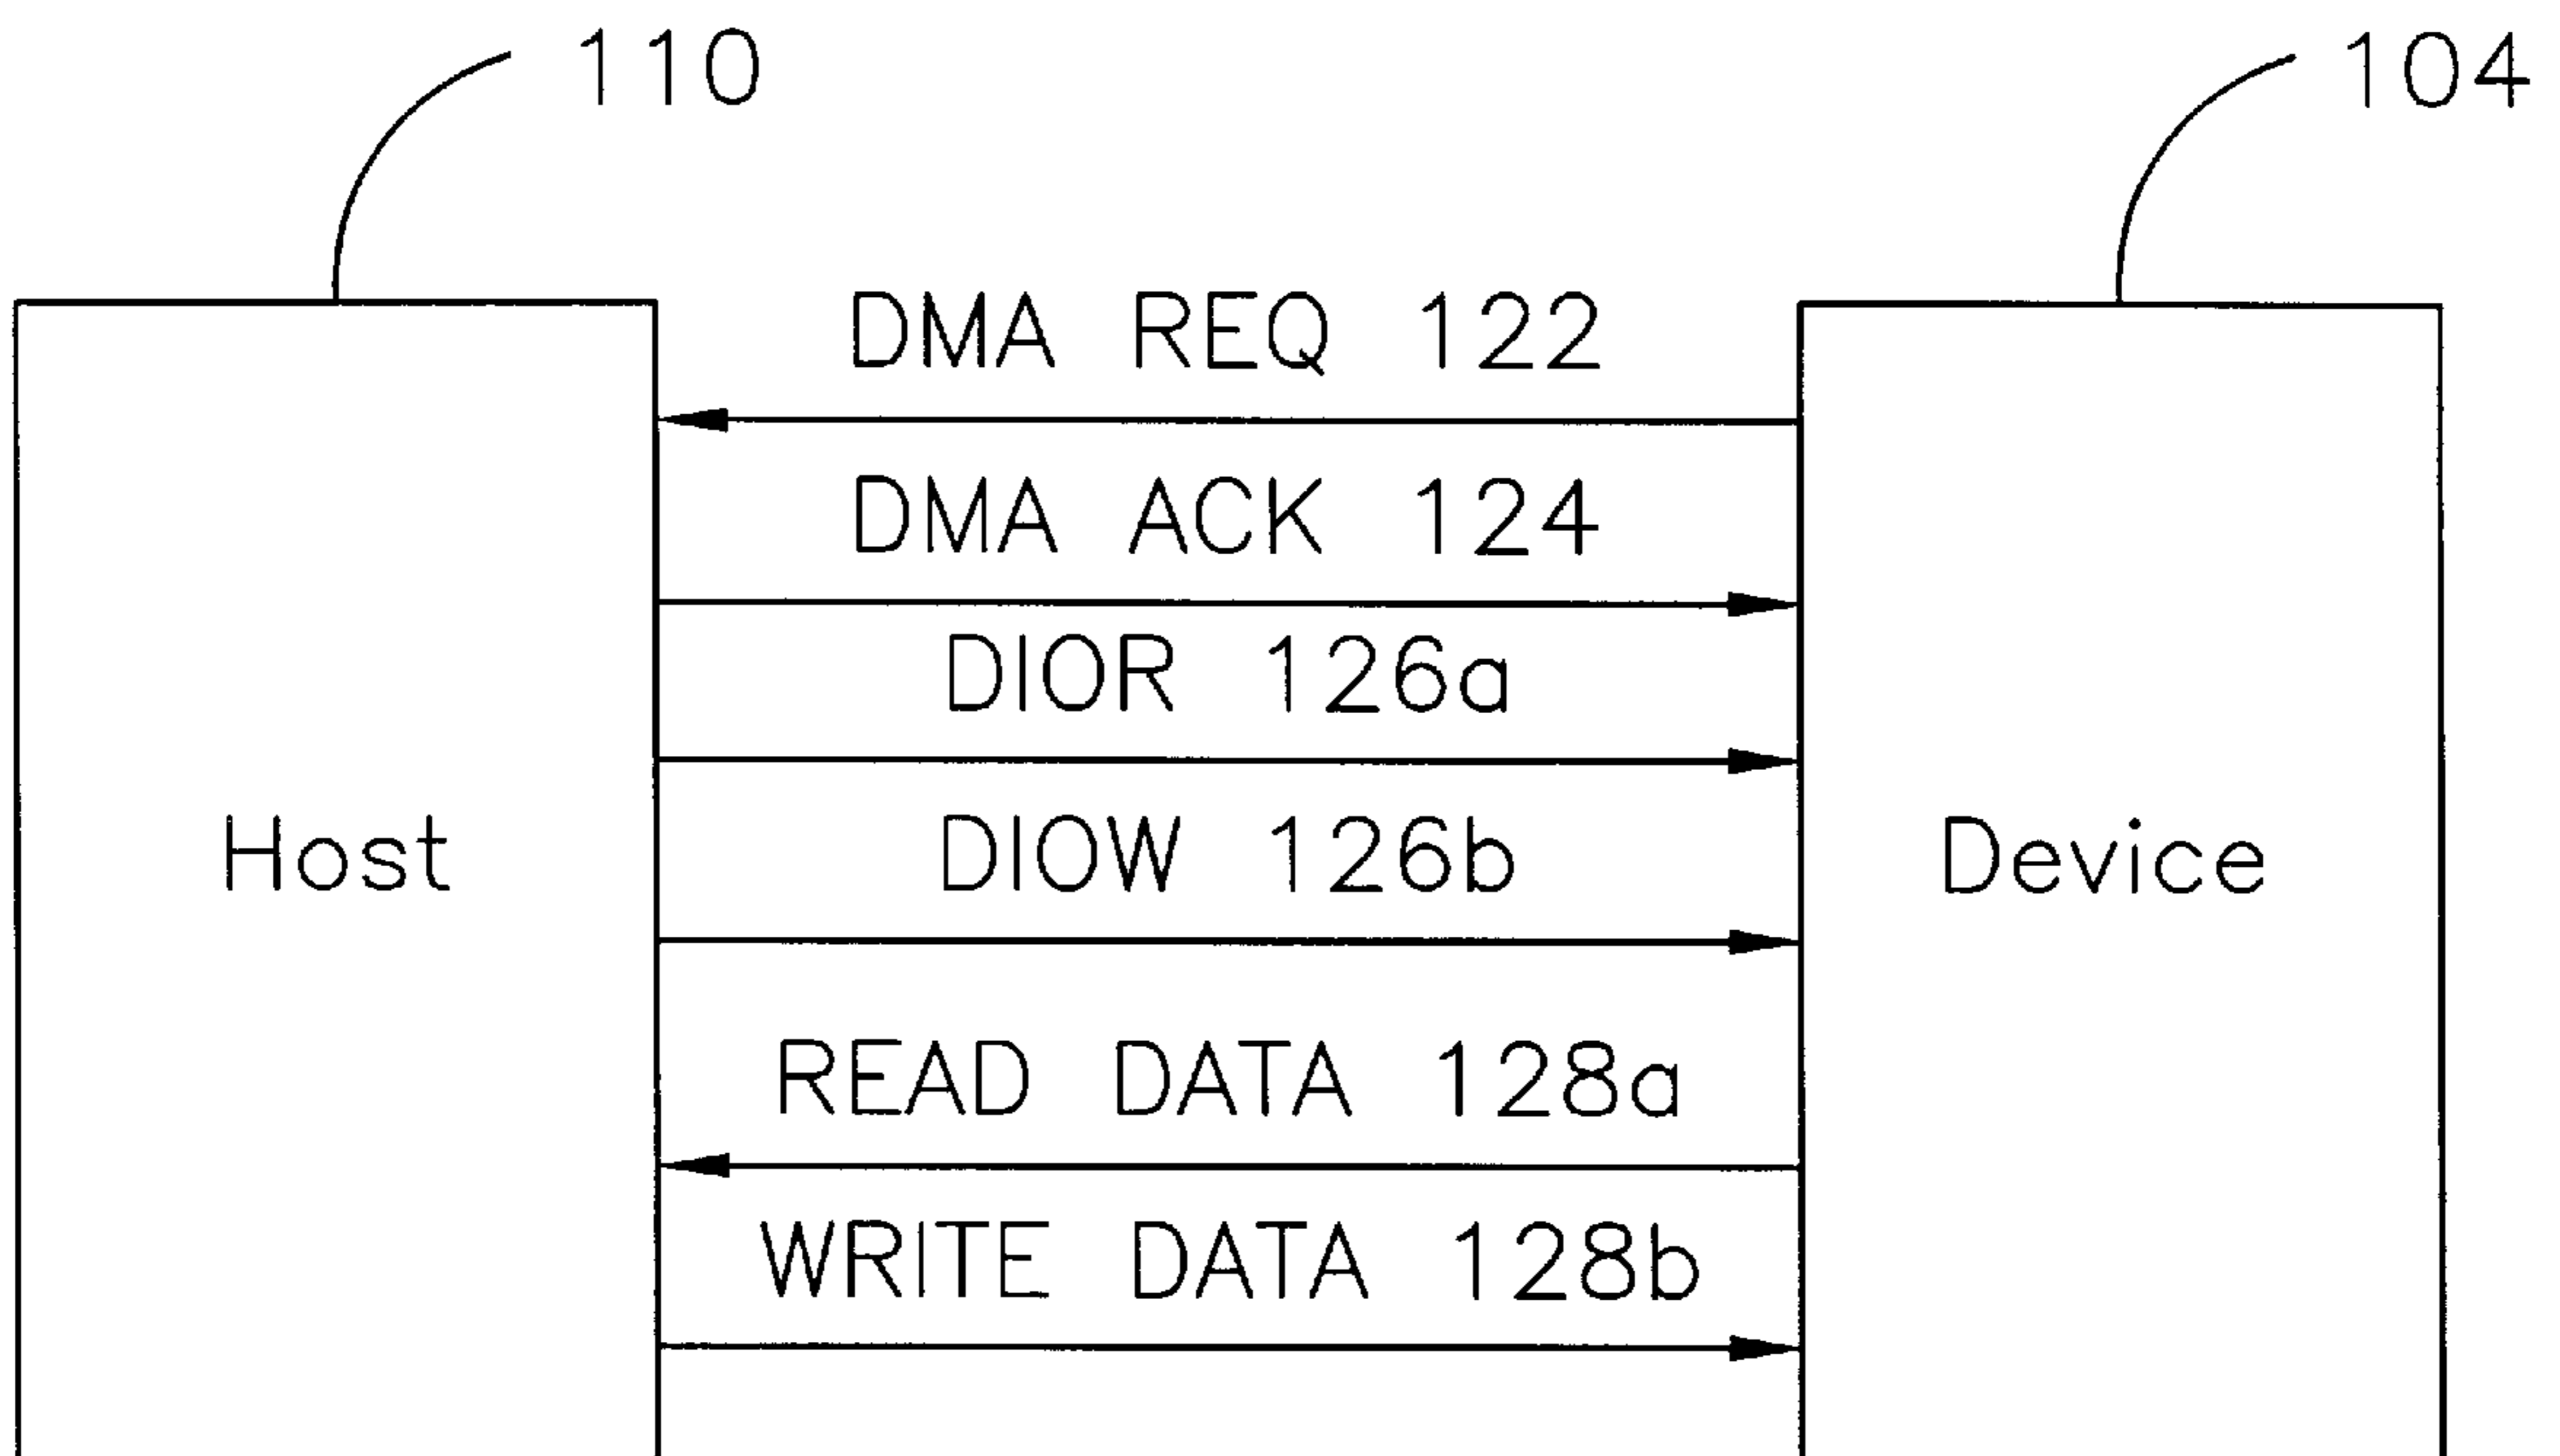 110
104
DMA REQ 122
DMA ACK 124
DIOR 126a
Host
DIOW 126b
Device
READ DATA 128a
WRITE DATA 128b